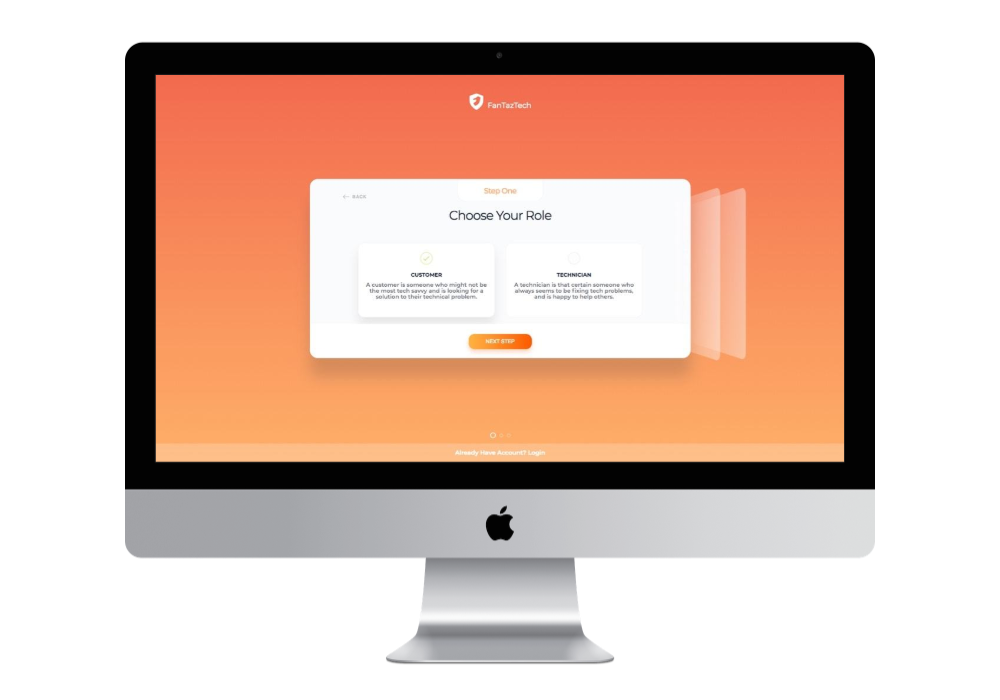 FanTazTech
Step One
← BACK
Choose Your Role
CUSTOMER
A customer is someone who might not be
the most tech savvy and is looking for a
solution to their technical problem.
TECHNICIAN
A technician is that certain someone who
always seems to be fixing tech problems,
and is happy to help others.
NEXT STEP
Already Have Account? Login